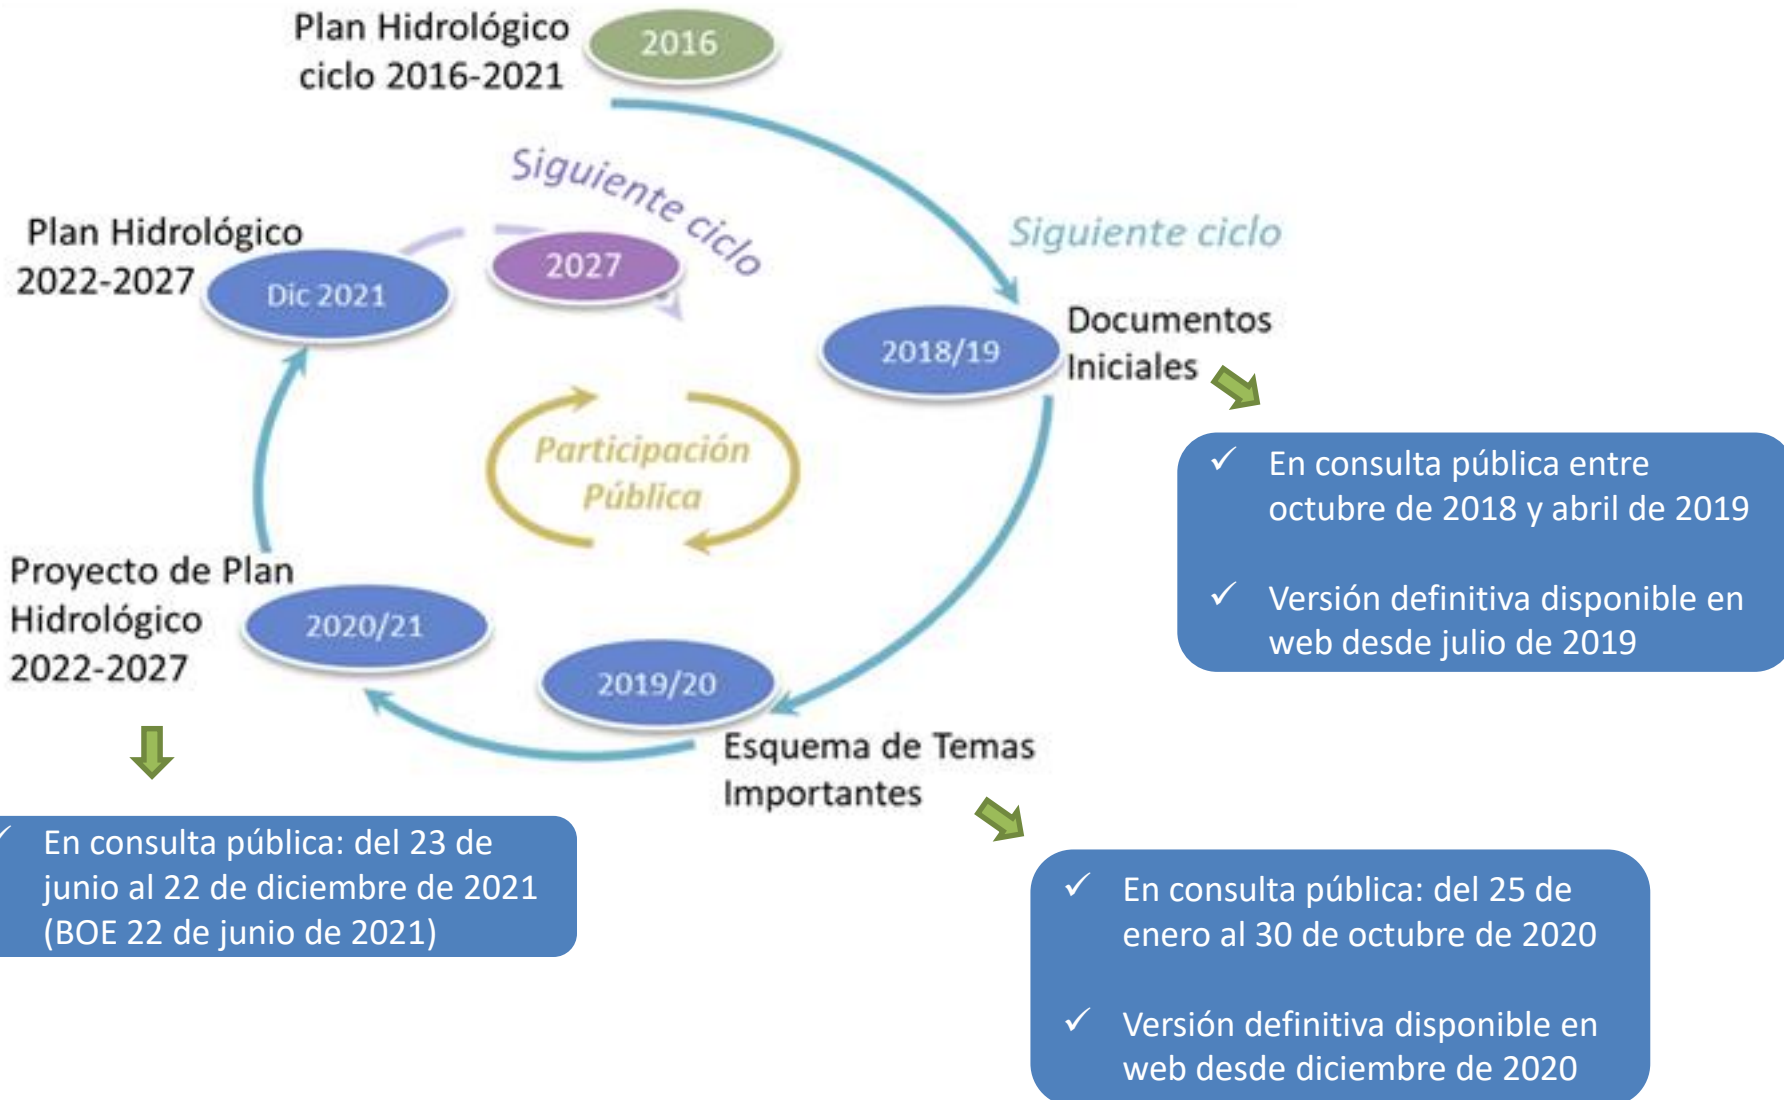 Plan Hidrológico
ciclo 2016-2021
2016
Siguiente ciclo
Siguiente ciclo
Plan Hidrológico
2022-2027
Dic 2021
2027
2018/19
Documentos
Iniciales
✓ En consulta pública entre
octubre de 2018 y abril de 2019
✓ Versión definitiva disponible en
web desde julio de 2019
Participación
Pública
Proyecto de Plan
Hidrológico
2022-2027
2020/21
2019/20
Esquema de Temas
Importantes
✓ En consulta pública: del 23 de
junio al 22 de diciembre de 2021
(BOE 22 de junio de 2021)
✓ En consulta pública: del 25 de
enero al 30 de octubre de 2020
✓ Versión definitiva disponible en
web desde diciembre de 2020